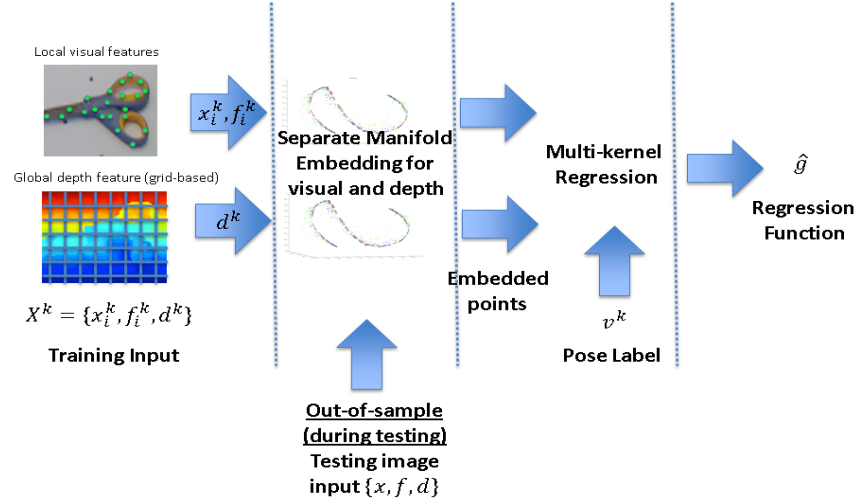 Local visual features
x_i^k, f_i^k
Global depth feature (grid-based)
d^k
X^k = {x_i^k, f_i^k, d^k}
Training Input
Separate Manifold
Embedding for
visual and depth
Out-of-sample
(during testing)
Testing image
input {x, f, d}
Embedded
points
Multi-kernel
Regression
v^k
Pose Label
ĝ
Regression
Function